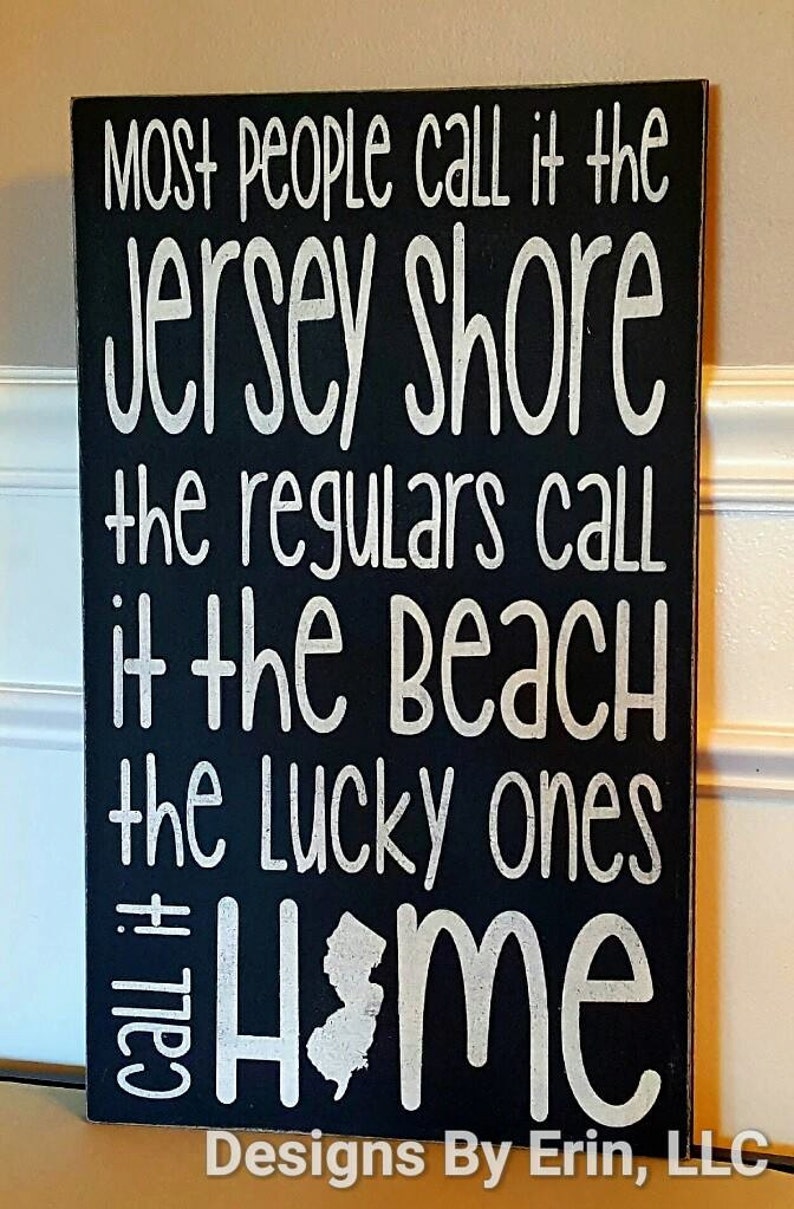 Most people call it the
Jersey Shore
the regulars call
it the BeacH
the Lucky ones
call it Home
Designs By Erin, LLC